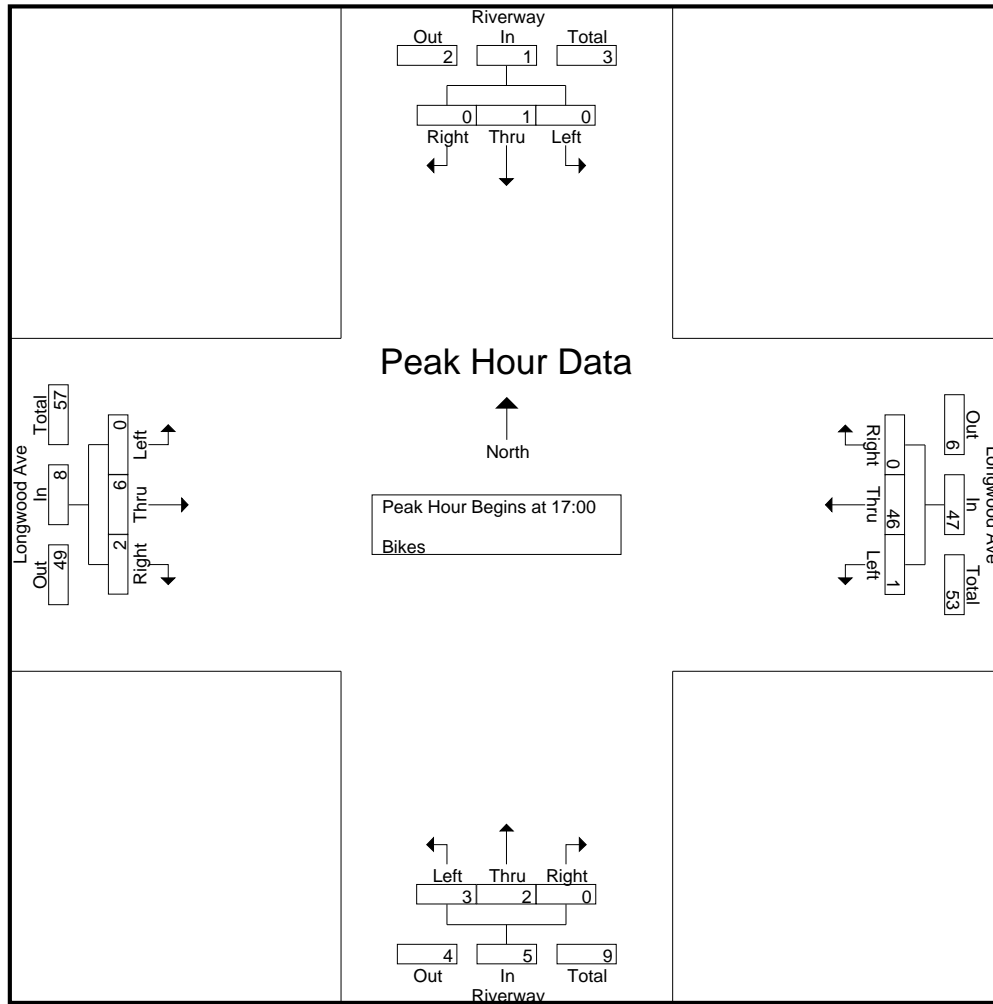 Riverway
Out In Total
2 1 3
0 1 0
Right Thru Left
Peak Hour Data
North
Peak Hour Begins at 17:00
Bikes
Longwood Ave
Total In Out
57 8 49
0 6 2
Left Thru Right
Right Thru Left
0 46 1
Out In Total
6 47 53
Longwood Ave
Left Thru Right
3 2 0
4 5 9
Out In Total
Riverway